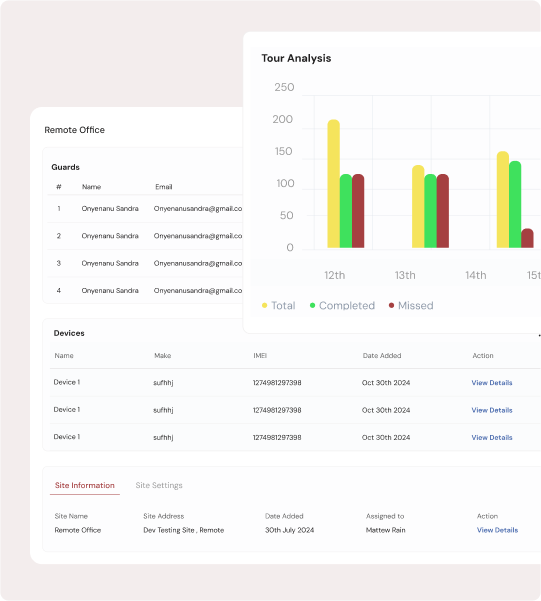 Tour Analysis
250
200
150
100
50
0
12th
13th
14th
15t
Total
Completed
Missed
Remote Office
Guards
# Name Email
1 Onyenanu Sandra Onyenanusandra@gmail.co
2 Onyenanu Sandra Onyenanusandra@gmail.co
3 Onyenanu Sandra Onyenanusandra@gmail.co
4 Onyenanu Sandra Onyenanusandra@gmail.co
Devices
Name Make IMEI Date Added Action
Device 1 sufhhj 1274981297398 Oct 30th 2024 View Details
Device 1 sufhhj 1274981297398 Oct 30th 2024 View Details
Device 1 sufhhj 1274981297398 Oct 30th 2024 View Details
Site Information Site Settings
Site Name Site Address Date Added Assigned to Action
Remote Office Dev Testing Site , Remote 30th July 2024 Mattew Rain View Details